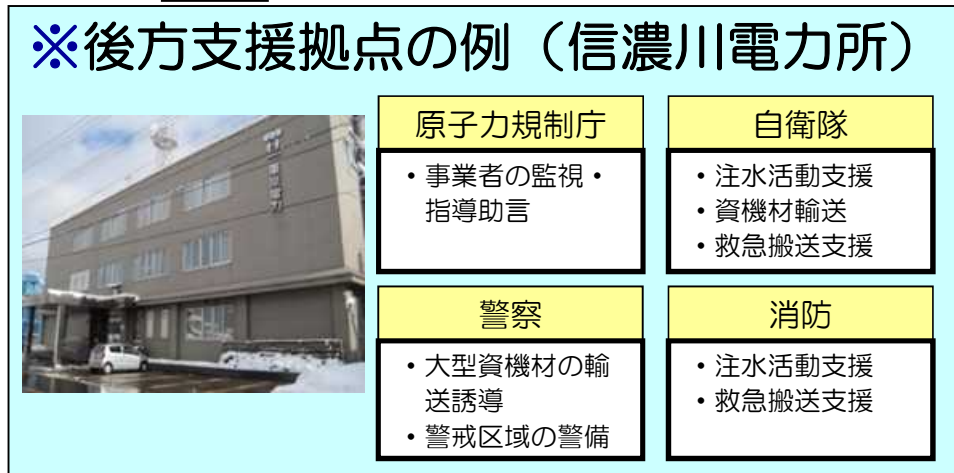 ※後方支援拠点の例（信濃川電力所）
原子力規制庁
・事業者の監視・
指導助言
自衛隊
・注水活動支援
・資機材輸送
・救急搬送支援
警察
・大型資機材の輸
送誘導
・警戒区域の警備
消防
・注水活動支援
・救急搬送支援